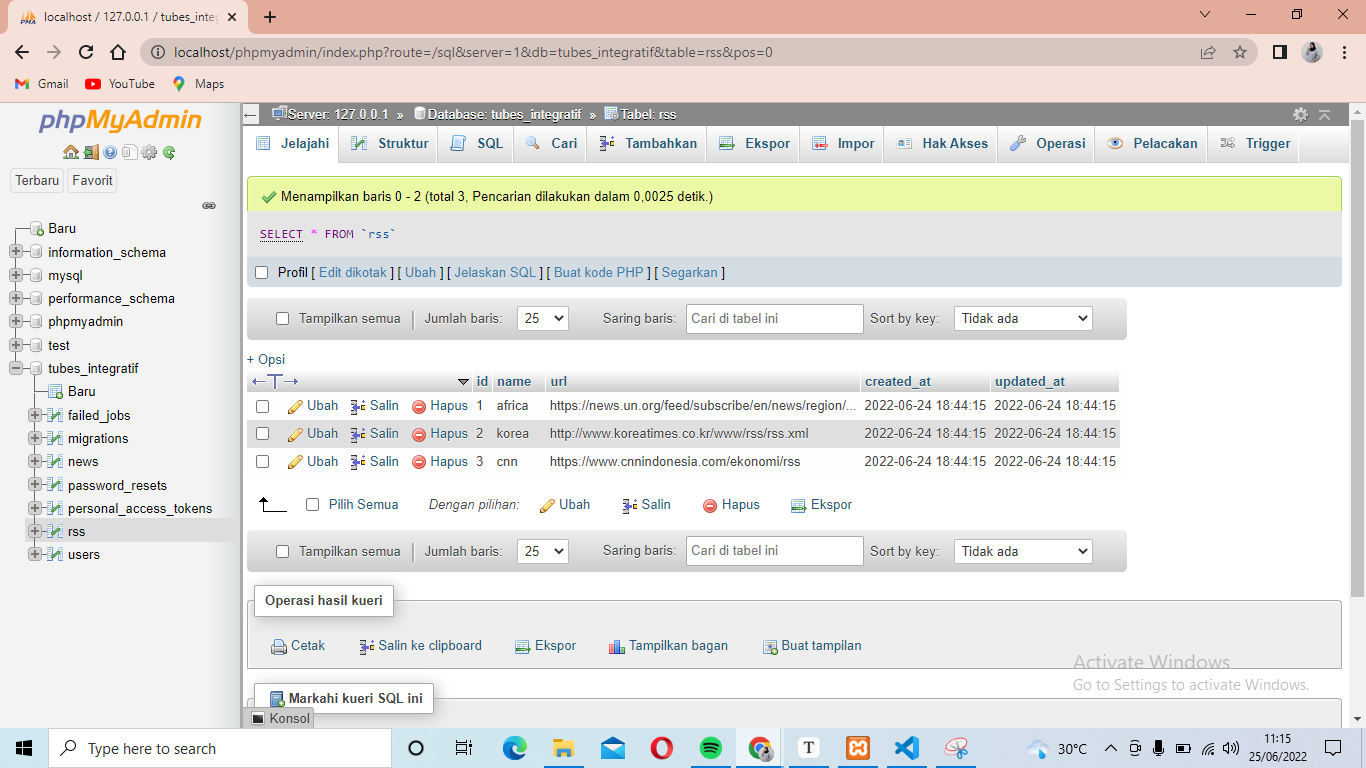 localhost / 127.0.0.1 / tubes_integ
localhost/phpmyadmin/index.php?route=/sql&server=1&db=tubes_integratif&table=rss&pos=0
Gmail YouTube Maps
phpMyAdmin
Terbaru Favorit
Baru
information_schema
mysql
performance_schema
phpmyadmin
test
tubes_integratif
Baru
failed_jobs
migrations
news
password_resets
personal_access_tokens
rss
users
Server: 127.0.0.1 » Database: tubes_integratif » Tabel: rss
Jelajahi Struktur SQL Cari Tambahkan Ekspor Impor Hak Akses Operasi Pelacakan Trigger
Menampilkan baris 0 - 2 (total 3, Pencarian dilakukan dalam 0,0025 detik.)
SELECT * FROM `rss`
Profil [ Edit dikotak ] [ Ubah ] [ Jelaskan SQL ] [ Buat kode PHP ] [ Segarkan ]
Tampilkan semua | Jumlah baris: 25 Saring baris: Cari di tabel ini Sort by key: Tidak ada
+ Opsi
←T→ id name url created_at updated_at
Ubah Salin Hapus 1 africa https://news.un.org/feed/subscribe/en/news/region/... 2022-06-24 18:44:15 2022-06-24 18:44:15
Ubah Salin Hapus 2 korea http://www.koreatimes.co.kr/www/rss/rss.xml 2022-06-24 18:44:15 2022-06-24 18:44:15
Ubah Salin Hapus 3 cnn https://www.cnnindonesia.com/ekonomi/rss 2022-06-24 18:44:15 2022-06-24 18:44:15
Pilih Semua Dengan pilihan: Ubah Salin Hapus Ekspor
Tampilkan semua | Jumlah baris: 25 Saring baris: Cari di tabel ini Sort by key: Tidak ada
Operasi hasil kueri
Cetak Salin ke clipboard Ekspor Tampilkan bagan Buat tampilan
Markahi kueri SQL ini
Konsol
Activate Windows
Go to Settings to activate Windows.
Type here to search
30°C
11:15
25/06/2022